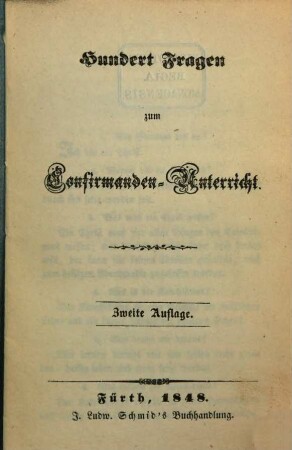 Hundert Fragen
zum
Confirmanden-Unterricht.
Zweite Auflage.
Fürth, 1848.
J. Ludw. Schmid's Buchhandlung.